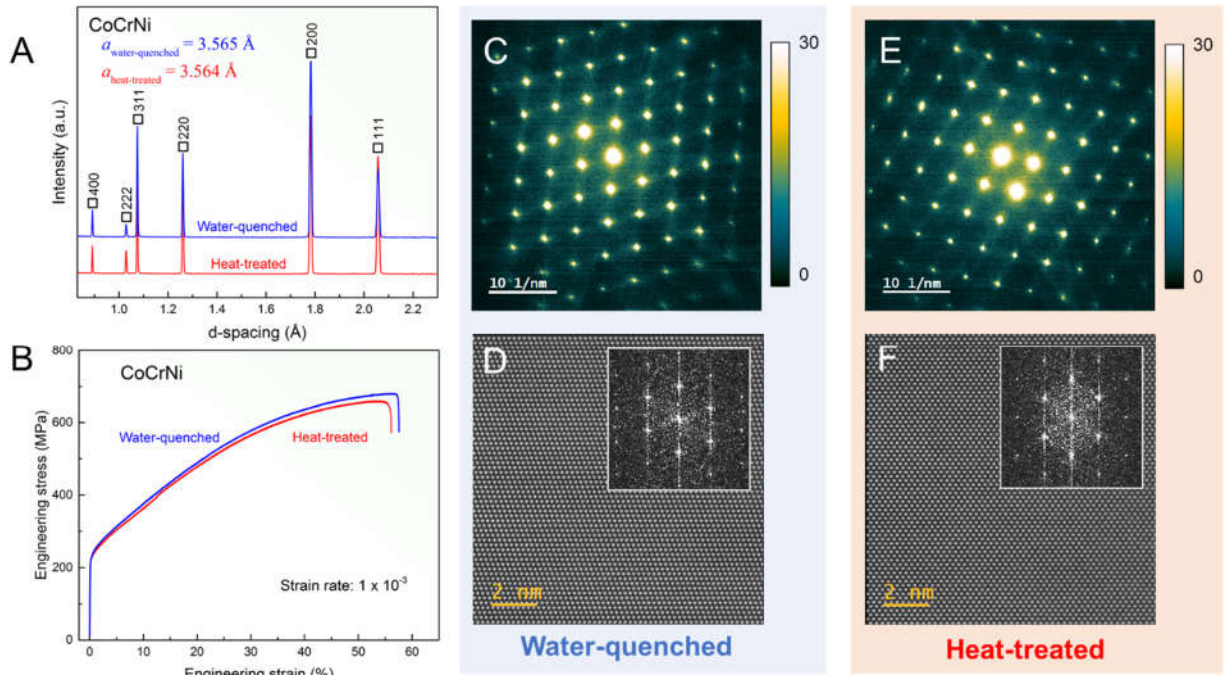 A
CoCrNi
a water-quenched = 3.565 Å
a heat-treated = 3.564 Å
□400
□222
□311
□220
□200
□111
Water-quenched
Heat-treated
Intensity (a.u.)
1.0 1.2 1.4 1.6 1.8 2.0 2.2
d-spacing (Å)
B
CoCrNi
800
600
400
200
0
Water-quenched
Heat-treated
Strain rate: 1 x 10⁻³
Engineering stress (MPa)
0 10 20 30 40 50 60
Engineering strain (%)
C
30
0
10 1/nm
D
2 nm
Water-quenched
E
30
0
10 1/nm
F
2 nm
Heat-treated